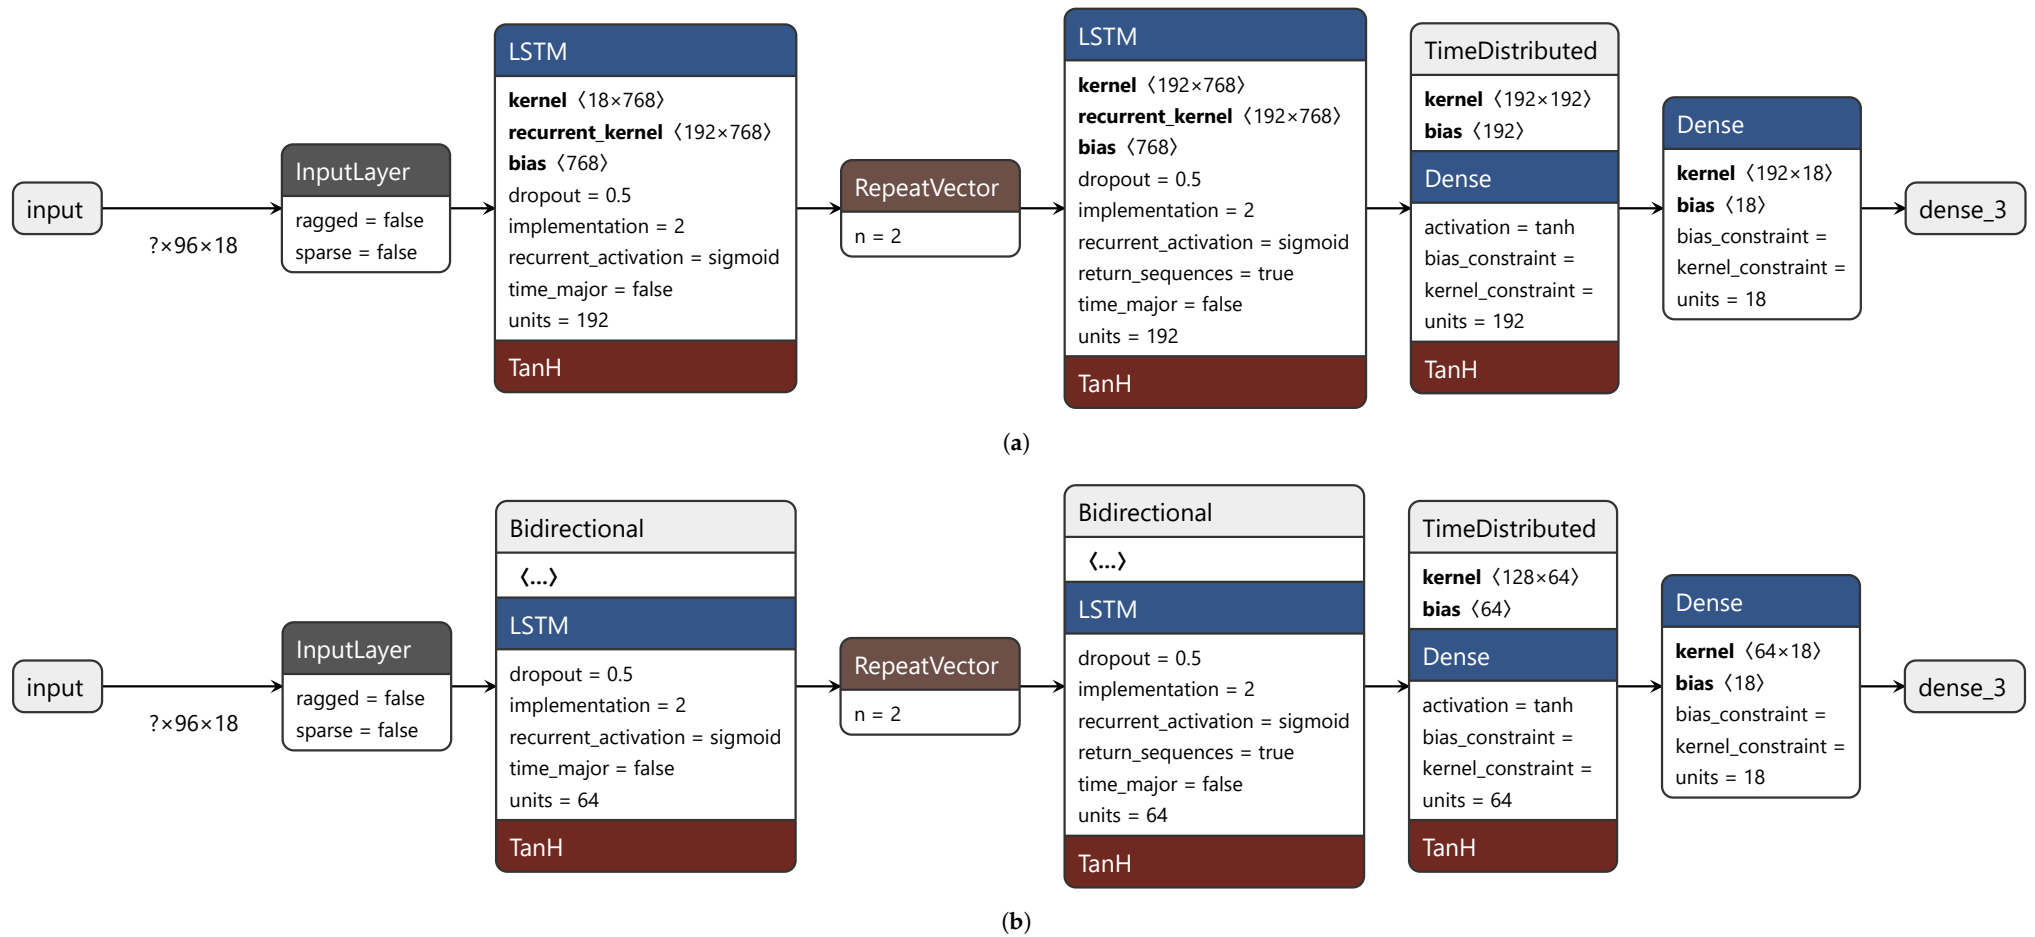 input
?×96×18
InputLayer
ragged = false
sparse = false
LSTM
kernel 〈18×768〉
recurrent_kernel 〈192×768〉
bias 〈768〉
dropout = 0.5
implementation = 2
recurrent_activation = sigmoid
time_major = false
units = 192
TanH
RepeatVector
n = 2
LSTM
kernel 〈192×768〉
recurrent_kernel 〈192×768〉
bias 〈768〉
dropout = 0.5
implementation = 2
recurrent_activation = sigmoid
return_sequences = true
time_major = false
units = 192
TanH
TimeDistributed
kernel 〈192×192〉
bias 〈192〉
Dense
activation = tanh
bias_constraint =
kernel_constraint =
units = 192
TanH
Dense
kernel 〈192×18〉
bias 〈18〉
bias_constraint =
kernel_constraint =
units = 18
dense_3
(a)
input
?×96×18
InputLayer
ragged = false
sparse = false
Bidirectional
〈...〉
LSTM
dropout = 0.5
implementation = 2
recurrent_activation = sigmoid
time_major = false
units = 64
TanH
RepeatVector
n = 2
Bidirectional
〈...〉
LSTM
dropout = 0.5
implementation = 2
recurrent_activation = sigmoid
return_sequences = true
time_major = false
units = 64
TanH
TimeDistributed
kernel 〈128×64〉
bias 〈64〉
Dense
activation = tanh
bias_constraint =
kernel_constraint =
units = 64
TanH
Dense
kernel 〈64×18〉
bias 〈18〉
bias_constraint =
kernel_constraint =
units = 18
dense_3
(b)